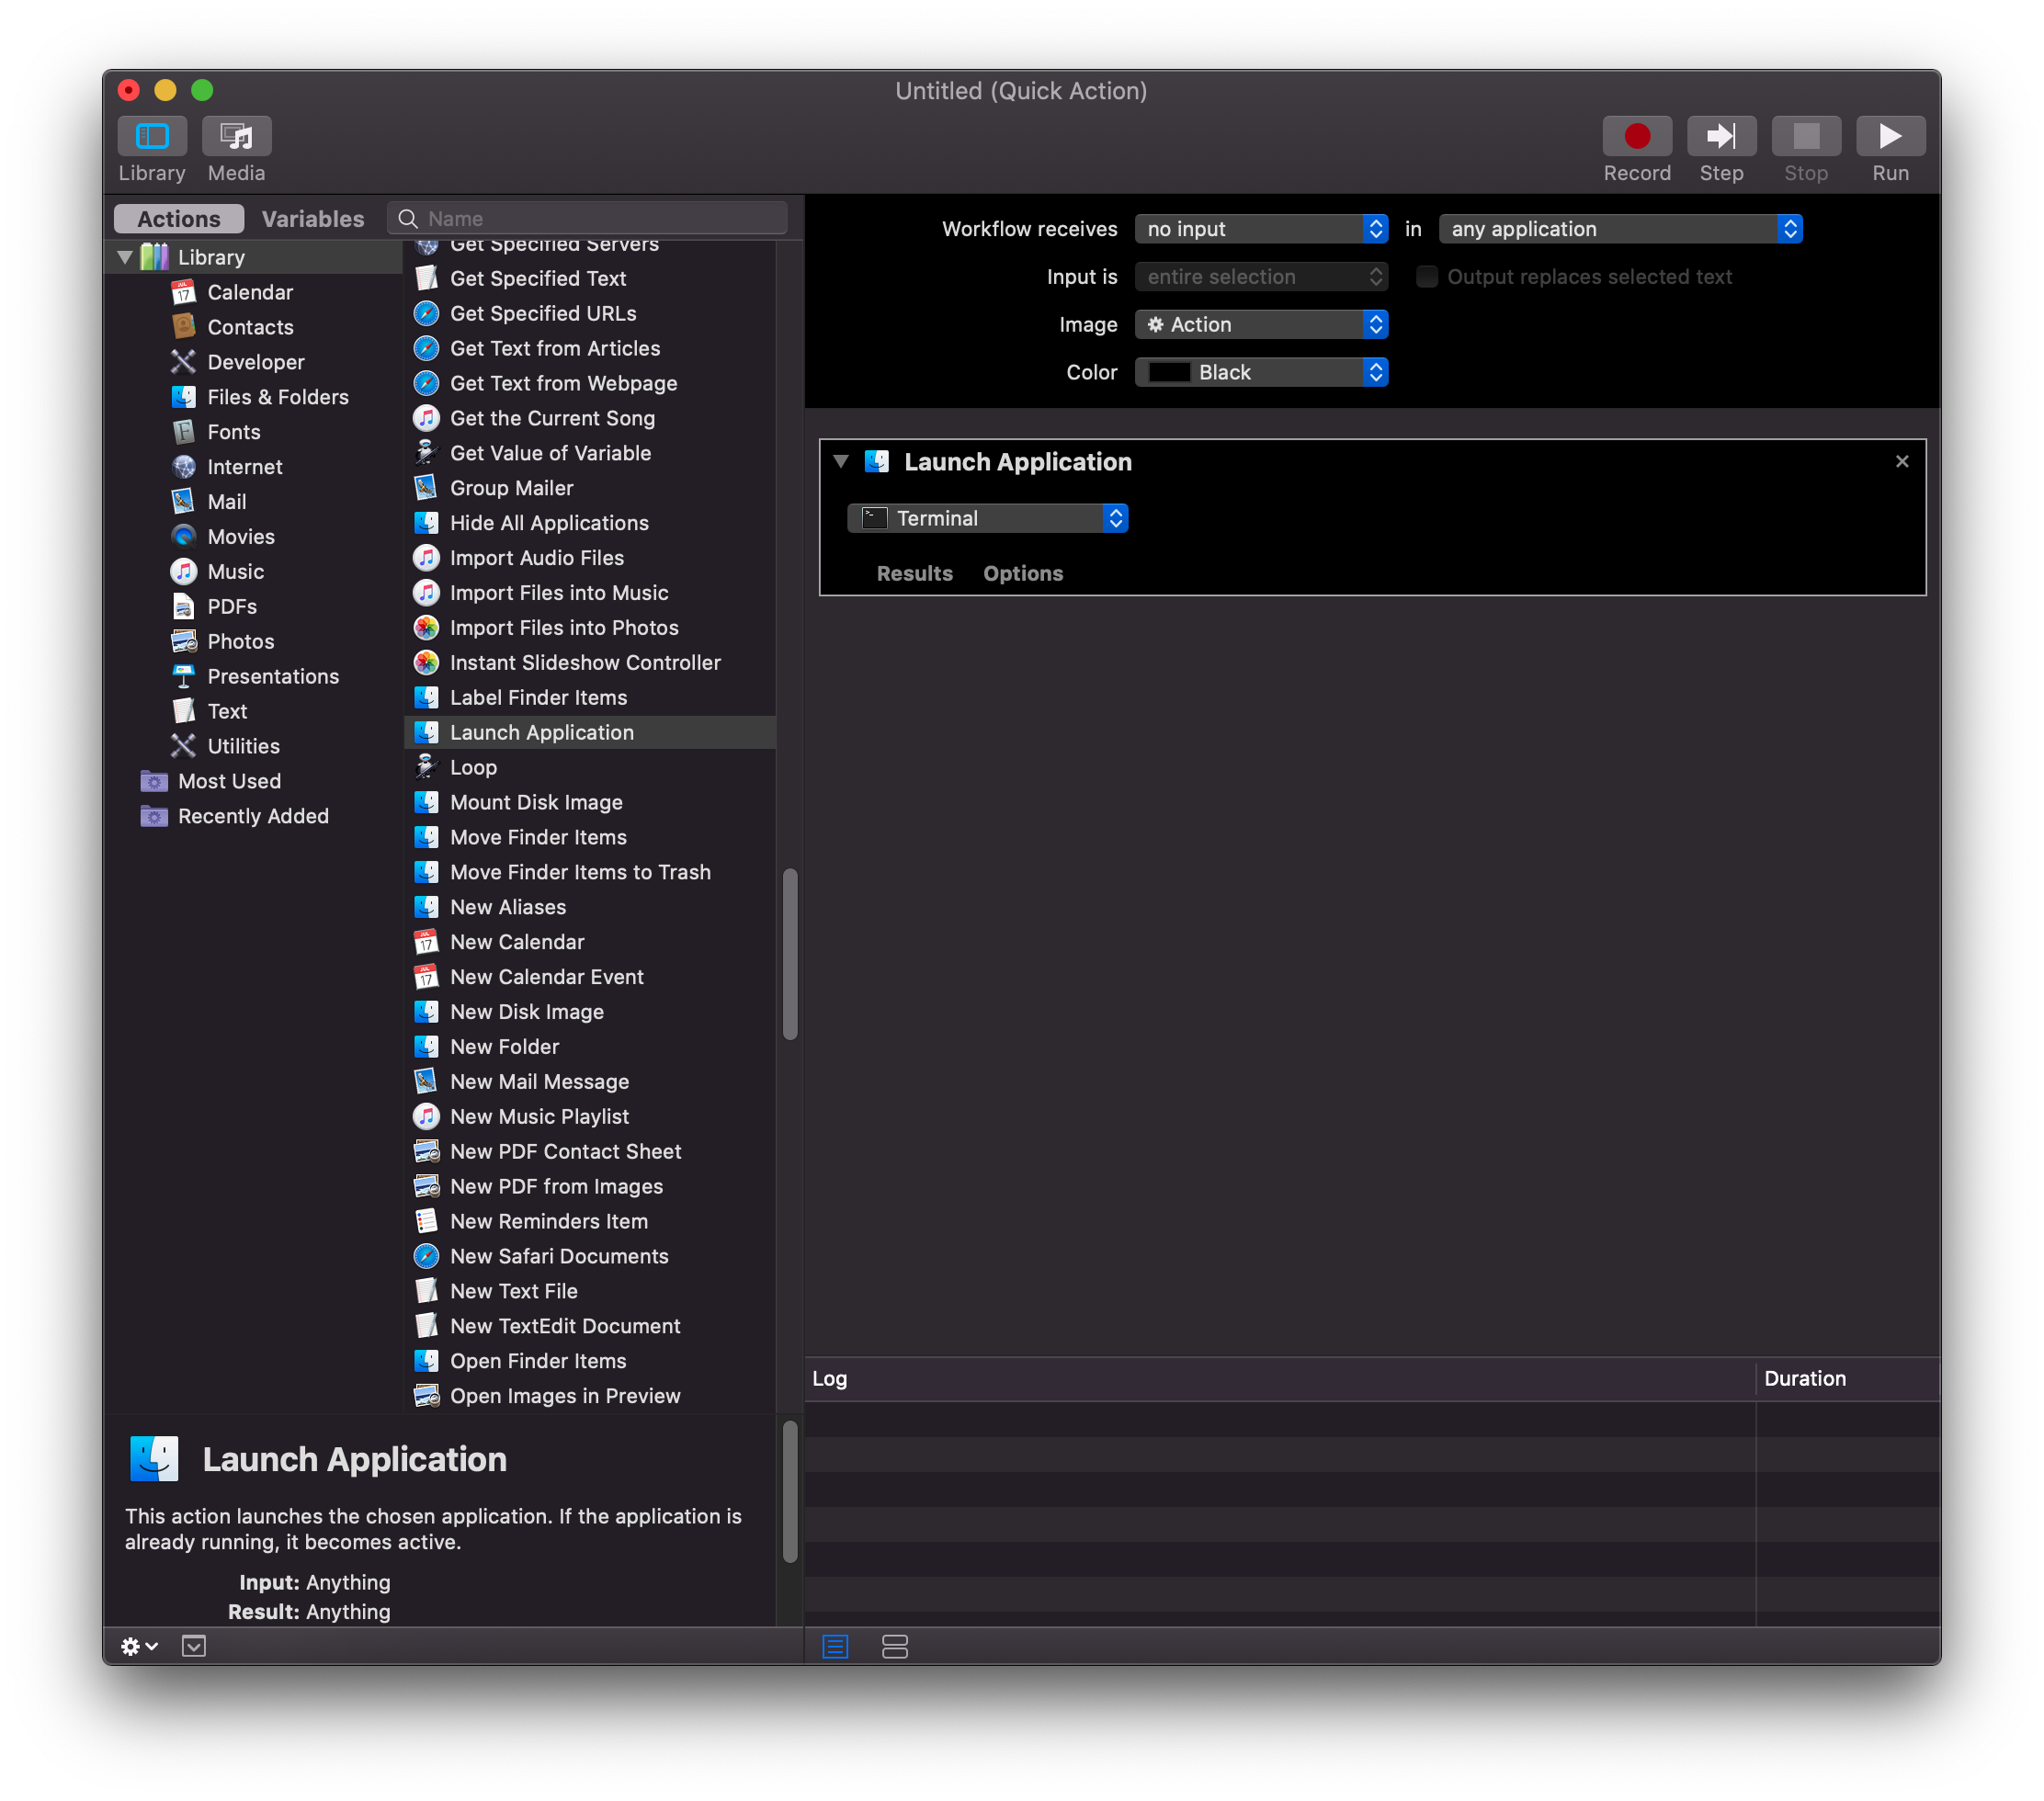 Untitled (Quick Action)
Library Media
Record Step Stop Run
Actions Variables Name
Library
Calendar
Contacts
Developer
Files & Folders
Fonts
Internet
Mail
Movies
Music
PDFs
Photos
Presentations
Text
Utilities
Most Used
Recently Added
Get Specified Servers
Get Specified Text
Get Specified URLs
Get Text from Articles
Get Text from Webpage
Get the Current Song
Get Value of Variable
Group Mailer
Hide All Applications
Import Audio Files
Import Files into Music
Import Files into Photos
Instant Slideshow Controller
Label Finder Items
Launch Application
Loop
Mount Disk Image
Move Finder Items
Move Finder Items to Trash
New Aliases
New Calendar
New Calendar Event
New Disk Image
New Folder
New Mail Message
New Music Playlist
New PDF Contact Sheet
New PDF from Images
New Reminders Item
New Safari Documents
New Text File
New TextEdit Document
Open Finder Items
Open Images in Preview
Launch Application
This action launches the chosen application. If the application is
already running, it becomes active.
Input: Anything
Result: Anything
Workflow receives no input in any application
Input is entire selection Output replaces selected text
Image Action
Color Black
Launch Application
Terminal
Results Options
Log Duration